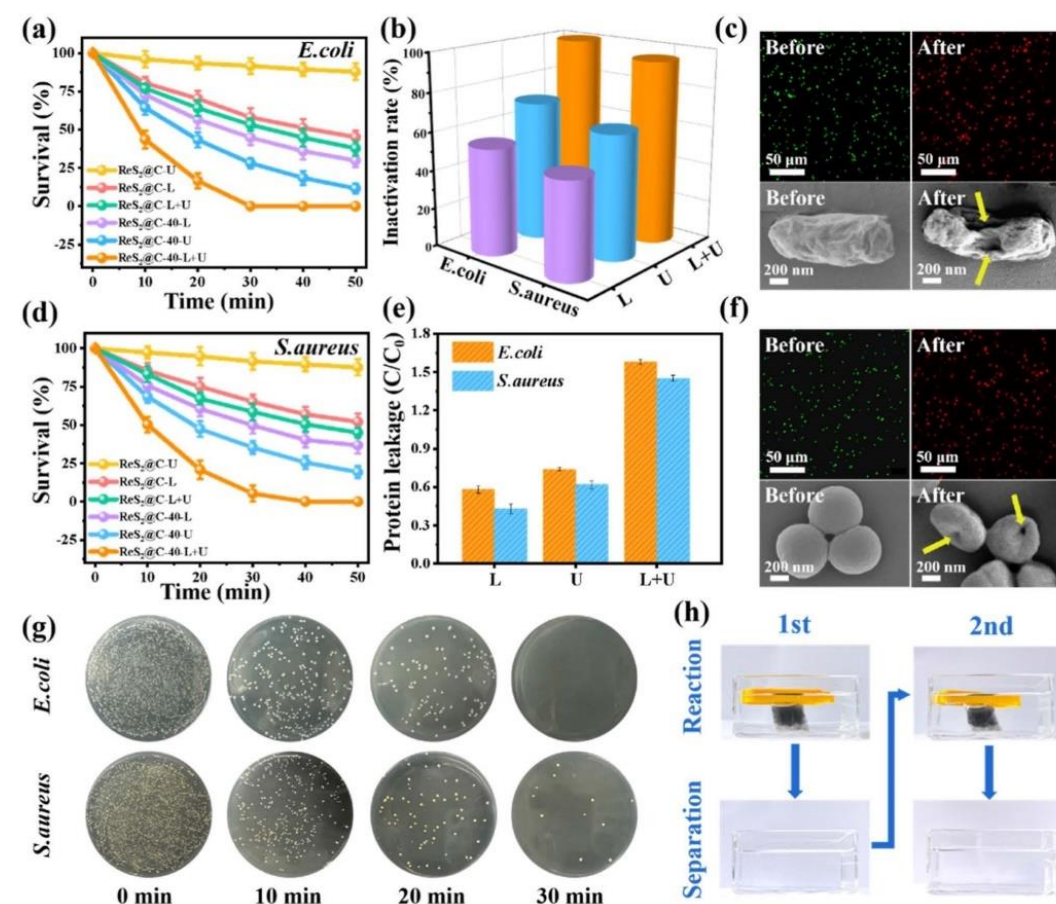 (a)
E.coli
100
75
50
25
0
-25
Survival (%)
ReS₂@C-U
ReS₂@C-L
ReS₂@C-L+U
ReS₂@C-40-L
ReS₂@C-40-U
ReS₂@C-40-L+U
0 10 20 30 40 50
Time (min)
(b)
100
80
60
40
20
0
Inactivation rate (%)
E.coli
S.aureus
L
U
L+U
(c)
Before
50 μm
After
50 μm
Before
200 nm
After
200 nm
(d)
S.aureus
100
75
50
25
0
-25
Survival (%)
ReS₂@C-U
ReS₂@C-L
ReS₂@C-L+U
ReS₂@C-40-L
ReS₂@C-40-U
ReS₂@C-40-L+U
0 10 20 30 40 50
Time (min)
(e)
1.8
1.5
1.2
0.9
0.6
0.3
0.0
Protein leakage (C/C₀)
E.coli
S.aureus
L U L+U
(f)
Before
50 μm
After
50 μm
Before
200 nm
After
200 nm
(g)
E.coli
S.aureus
0 min 10 min 20 min 30 min
(h)
1st 2nd
Reaction
Separation